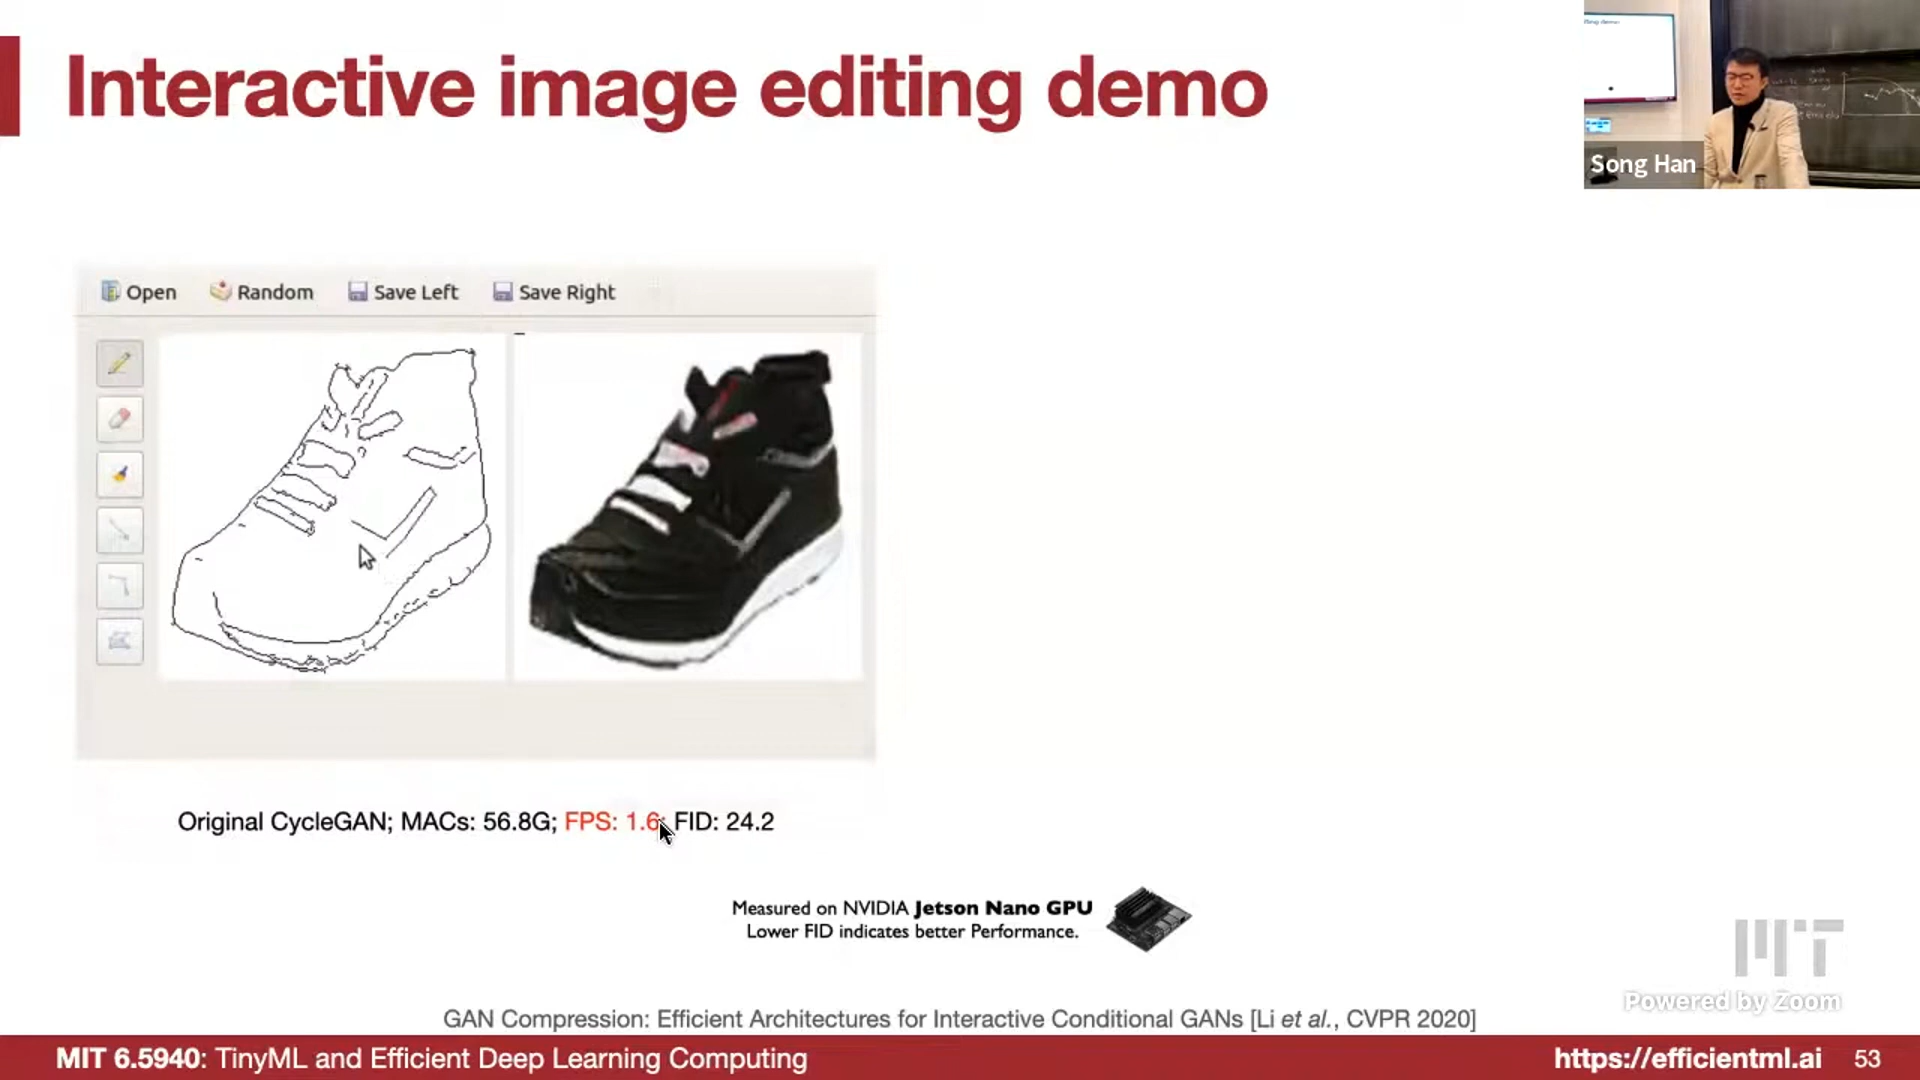 Interactive image editing demo
Song Han
Open Random Save Left Save Right
Original CycleGAN; MACs: 56.8G; FPS: 1.6; FID: 24.2
Measured on NVIDIA Jetson Nano GPU
Lower FID indicates better Performance.
MIT
Powered by Zoom
GAN Compression: Efficient Architectures for Interactive Conditional GANs [Li et al., CVPR 2020]
MIT 6.5940: TinyML and Efficient Deep Learning Computing
https://efficientml.ai 53